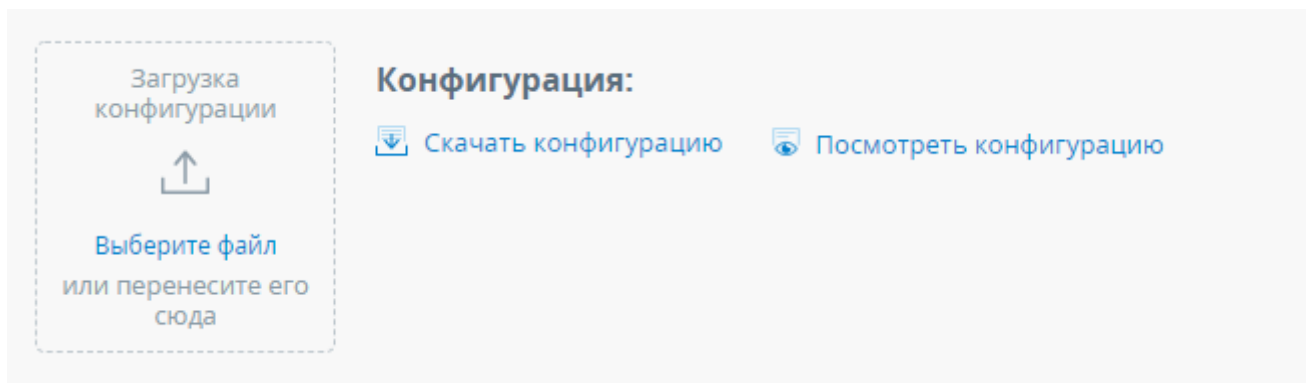 Загрузка
конфигурации
Выберите файл
или перенесите его
сюда
Конфигурация:
Скачать конфигурацию
Посмотреть конфигурацию